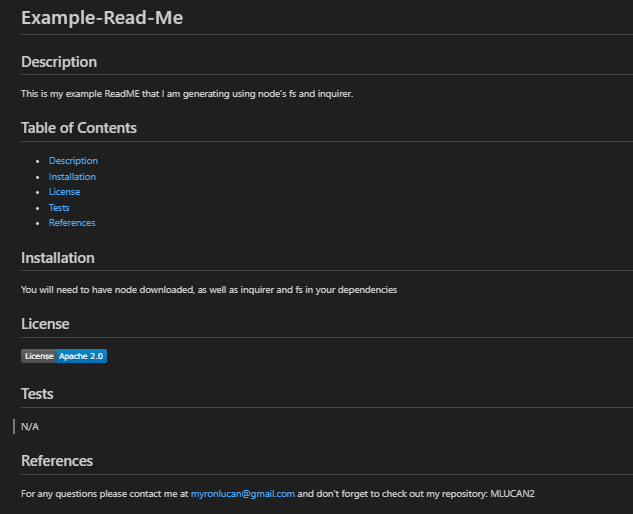 Example-Read-Me
Description
This is my example ReadME that I am generating using node's fs and inquirer.
Table of Contents
• Description
• Installation
• License
• Tests
• References
Installation
You will need to have node downloaded, as well as inquirer and fs in your dependencies
License
License Apache 2.0
Tests
N/A
References
For any questions please contact me at myronlucan@gmail.com and don't forget to check out my repository: MLUCAN2